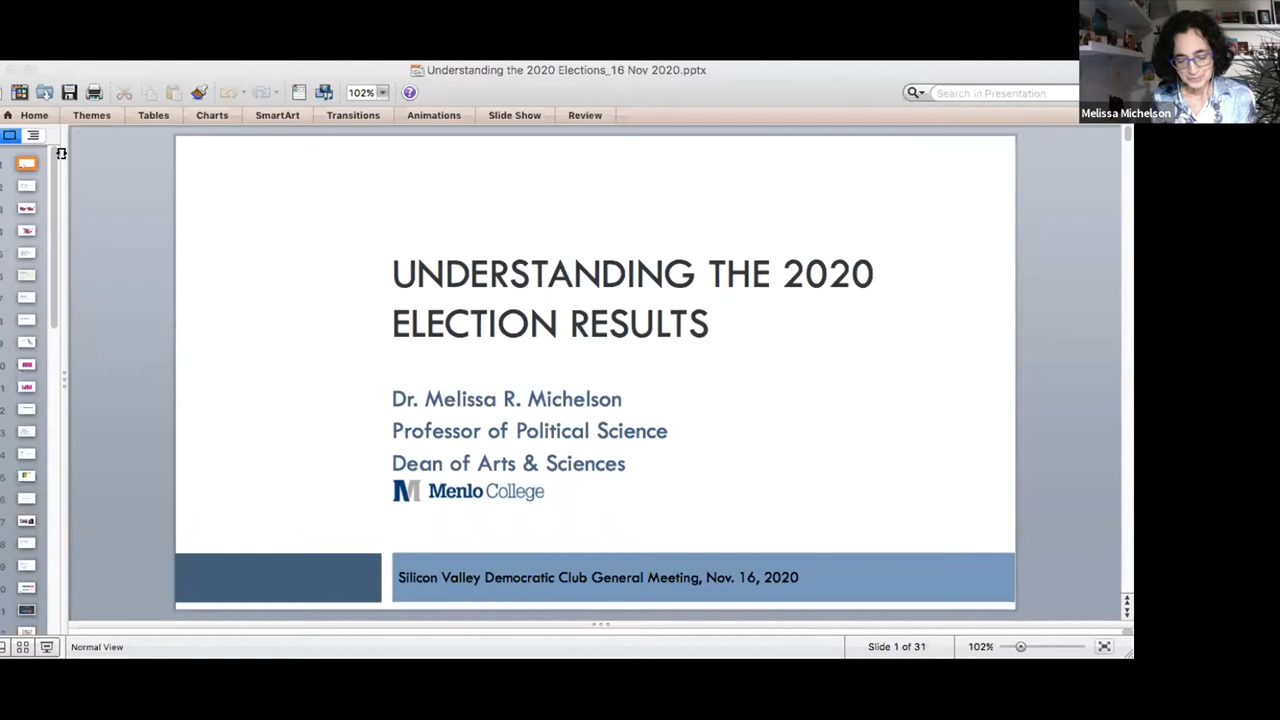 Understanding the 2020 Elections_16 Nov 2020.pptx
102%
Search in Presentation
Home Themes Tables Charts SmartArt Transitions Animations Slide Show Review
Melissa Michelson
UNDERSTANDING THE 2020
ELECTION RESULTS
Dr. Melissa R. Michelson
Professor of Political Science
Dean of Arts & Sciences
M Menlo College
Silicon Valley Democratic Club General Meeting, Nov. 16, 2020
Normal View
Slide 1 of 31
102%